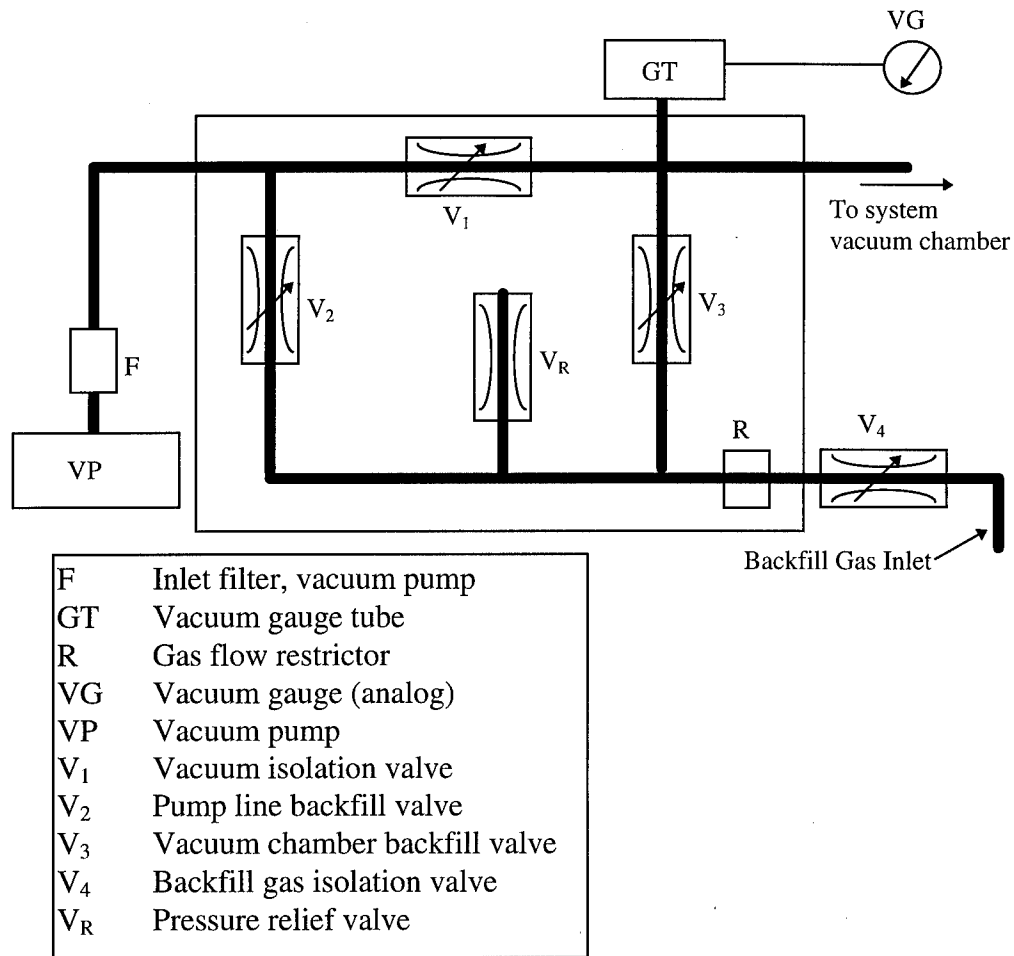 VG
GT
V₁
To system
vacuum chamber
V₂
V₃
V_R
F
R
V₄
VP
Backfill Gas Inlet
F Inlet filter, vacuum pump
GT Vacuum gauge tube
R Gas flow restrictor
VG Vacuum gauge (analog)
VP Vacuum pump
V₁ Vacuum isolation valve
V₂ Pump line backfill valve
V₃ Vacuum chamber backfill valve
V₄ Backfill gas isolation valve
V_R Pressure relief valve